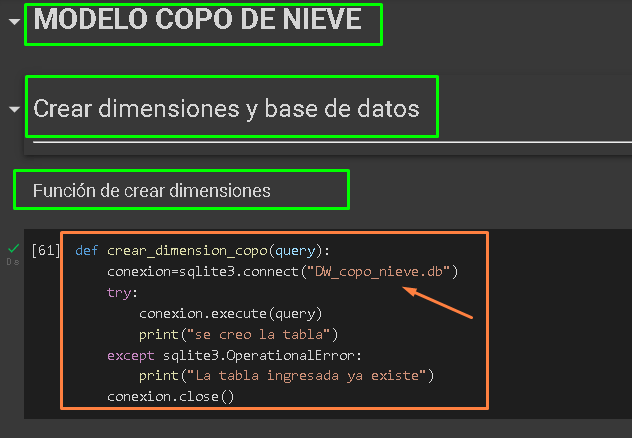 MODELO COPO DE NIEVE
Crear dimensiones y base de datos
Función de crear dimensiones
[61] def crear_dimension_copo(query):
conexion=sqlite3.connect("DW_copo_nieve.db")
try:
conexion.execute(query)
print("se creo la tabla")
except sqlite3.OperationalError:
print("La tabla ingresada ya existe")
conexion.close()
0s